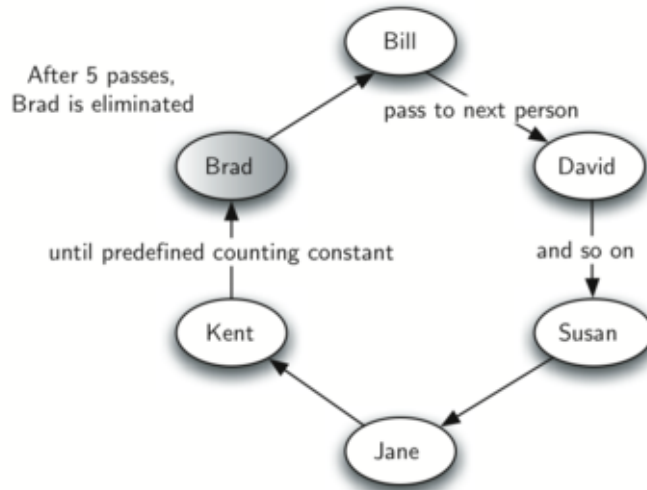 Bill
After 5 passes,
Brad is eliminated
pass to next person
Brad
David
until predefined counting constant
and so on
Kent
Susan
Jane